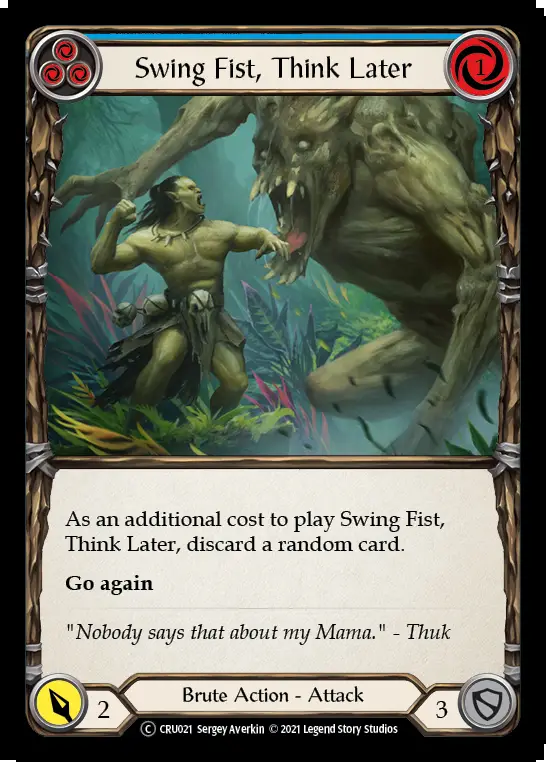 Swing Fist, Think Later
1
As an additional cost to play Swing Fist,
Think Later, discard a random card.
Go again
"Nobody says that about my Mama." - Thuk
2
Brute Action - Attack
3
C CRU021 Sergey Averkin © 2021 Legend Story Studios